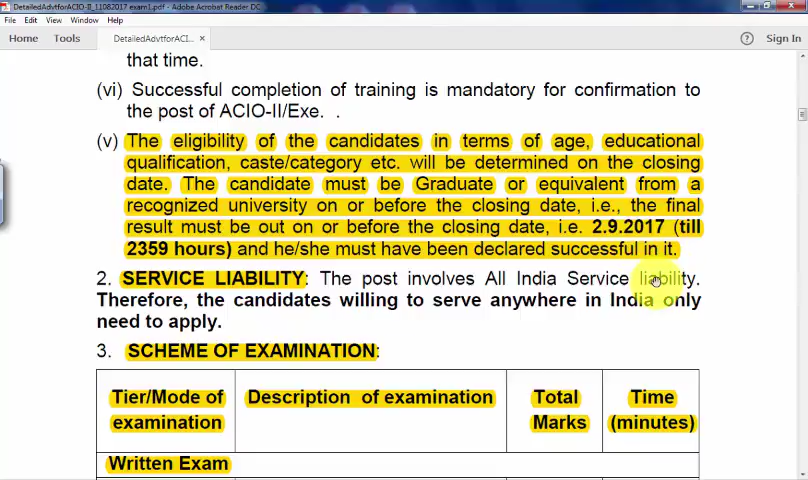 DetailedAdvtforACIO-II_11082017 exam1.pdf - Adobe Acrobat Reader DC
File Edit View Window Help
Home Tools DetailedAdvtforACI... × ? Sign In
that time.
(vi) Successful completion of training is mandatory for confirmation to
the post of ACIO-II/Exe. .
(v) The eligibility of the candidates in terms of age, educational
qualification, caste/category etc. will be determined on the closing
date. The candidate must be Graduate or equivalent from a
recognized university on or before the closing date, i.e., the final
result must be out on or before the closing date, i.e. 2.9.2017 (till
2359 hours) and he/she must have been declared successful in it.
2. SERVICE LIABILITY: The post involves All India Service liability.
Therefore, the candidates willing to serve anywhere in India only
need to apply.
3. SCHEME OF EXAMINATION:
Tier/Mode of Description of examination Total Time
examination Marks (minutes)
Written Exam